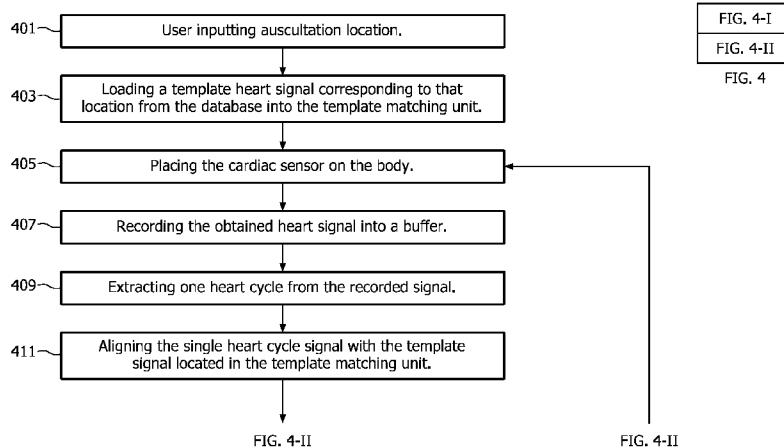 401
User inputting auscultation location.
403
Loading a template heart signal corresponding to that
location from the database into the template matching unit.
405
Placing the cardiac sensor on the body.
407
Recording the obtained heart signal into a buffer.
409
Extracting one heart cycle from the recorded signal.
411
Aligning the single heart cycle signal with the template
signal located in the template matching unit.
FIG. 4-II
FIG. 4-II
FIG. 4-I
FIG. 4-II
FIG. 4